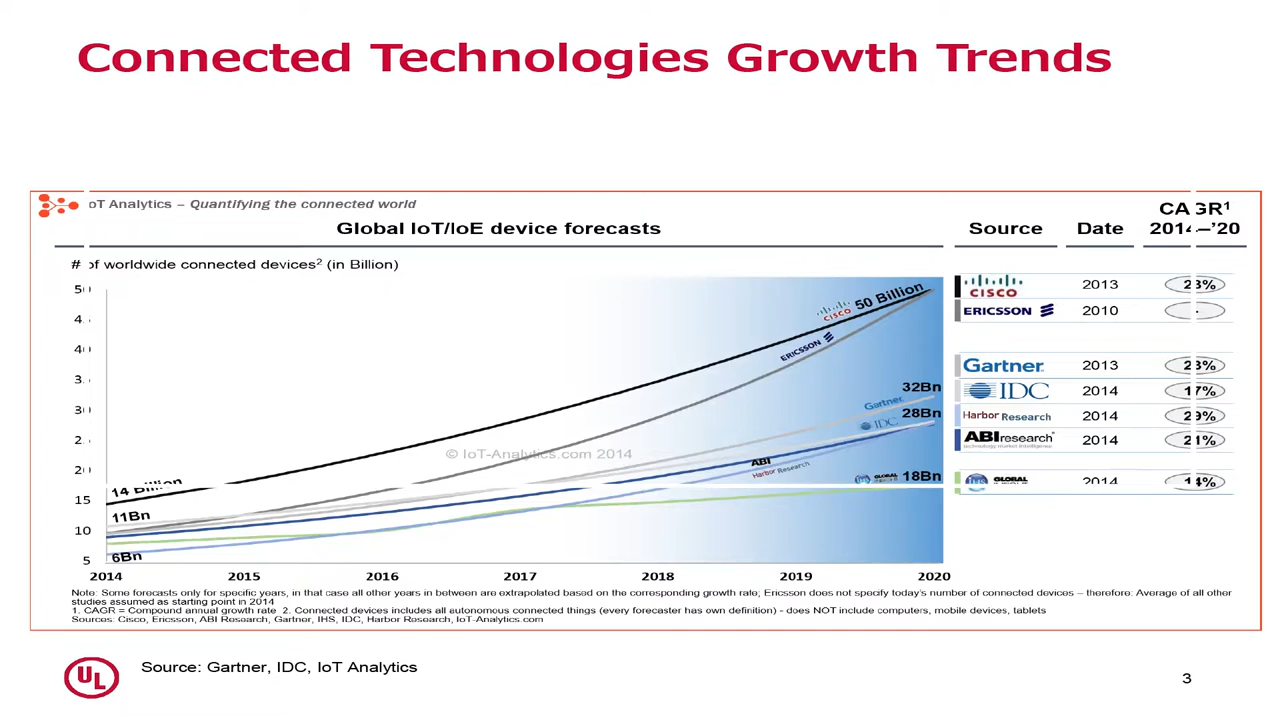 Connected Technologies Growth Trends
IoT Analytics – Quantifying the connected world
Global IoT/IoE device forecasts
Source
Date
CAGR¹
2014–'20
# of worldwide connected devices² (in Billion)
50
40
30
20
15
10
5
CISCO 50 Billion
ERICSSON
32Bn
Gartner
28Bn
IDC
© IoT-Analytics.com 2014
ABI
Harbor Research
GLOBAL 18Bn
14 Billion
11Bn
6Bn
2014 2015 2016 2017 2018 2019 2020
CISCO 2013 23%
ERICSSON 2010 -
Gartner 2013 23%
IDC 2014 17%
Harbor Research 2014 29%
ABIresearch 2014 21%
technology market intelligence
ihs GLOBAL 2014 14%
Note: Some forecasts only for specific years, in that case all other years in between are extrapolated based on the corresponding growth rate; Ericsson does not specify today's number of connected devices – therefore: Average of all other
studies assumed as starting point in 2014
1. CAGR = Compound annual growth rate 2. Connected devices includes all autonomous connected things (every forecaster has own definition) - does NOT include computers, mobile devices, tablets
Sources: Cisco, Ericsson, ABI Research, Gartner, IHS, IDC, Harbor Research, IoT-Analytics.com
UL
Source: Gartner, IDC, IoT Analytics
3